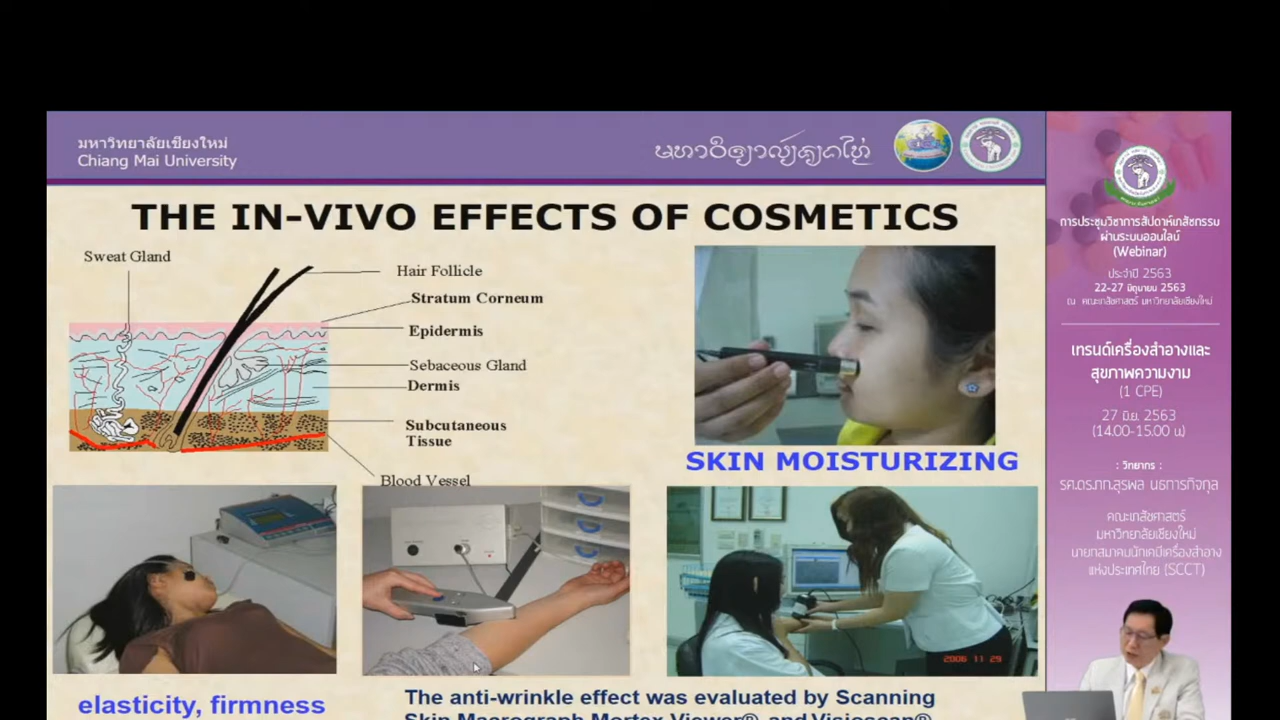 มหาวิทยาลัยเชียงใหม่
Chiang Mai University
THE IN-VIVO EFFECTS OF COSMETICS
Sweat Gland
Hair Follicle
Stratum Corneum
Epidermis
Sebaceous Gland
Dermis
Subcutaneous
Tissue
Blood Vessel
SKIN MOISTURIZING
2006 11 29
elasticity, firmness
The anti-wrinkle effect was evaluated by Scanning
Skin Macrograph Mortex Viewer®, and Visioscan®
การประชุมวิชาการสัปดาห์เภสัชกรรม
ผ่านระบบออนไลน์
(Webinar)
ประจำปี 2563
22-27 มิถุนายน 2563
ณ คณะเภสัชศาสตร์ มหาวิทยาลัยเชียงใหม่
เทรนด์เครื่องสำอางและ
สุขภาพความงาม
(1 CPE)
27 มิ.ย. 2563
(14.00-15.00 น)
: วิทยากร :
รศ.ดร.ภก.สุรพล นธการกิจกุล
คณะเภสัชศาสตร์
มหาวิทยาลัยเชียงใหม่
นายกสมาคมนักเคมีเครื่องสำอาง
แห่งประเทศไทย (SCCT)